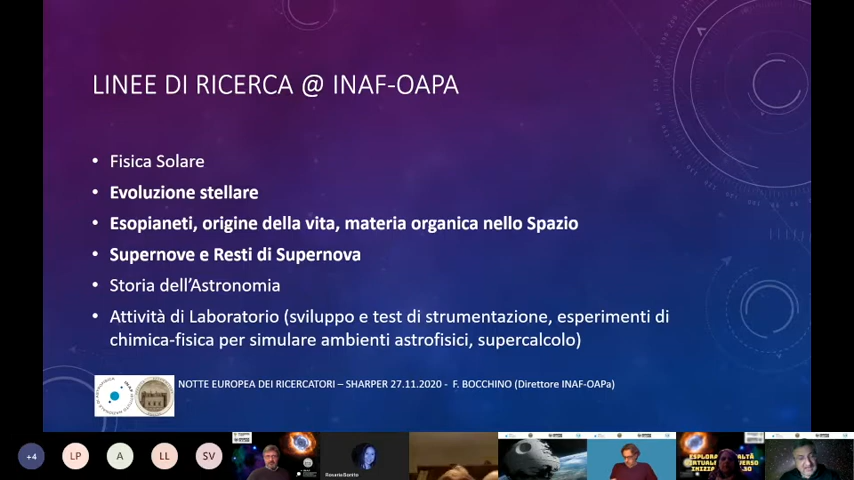 LINEE DI RICERCA @ INAF-OAPA
• Fisica Solare
• Evoluzione stellare
• Esopianeti, origine della vita, materia organica nello Spazio
• Supernove e Resti di Supernova
• Storia dell'Astronomia
• Attività di Laboratorio (sviluppo e test di strumentazione, esperimenti di
chimica-fisica per simulare ambienti astrofisici, supercalcolo)
NOTTE EUROPEA DEI RICERCATORI – SHARPER 27.11.2020 - F. BOCCHINO (Direttore INAF-OAPa)
+4
LP
A
LL
SV